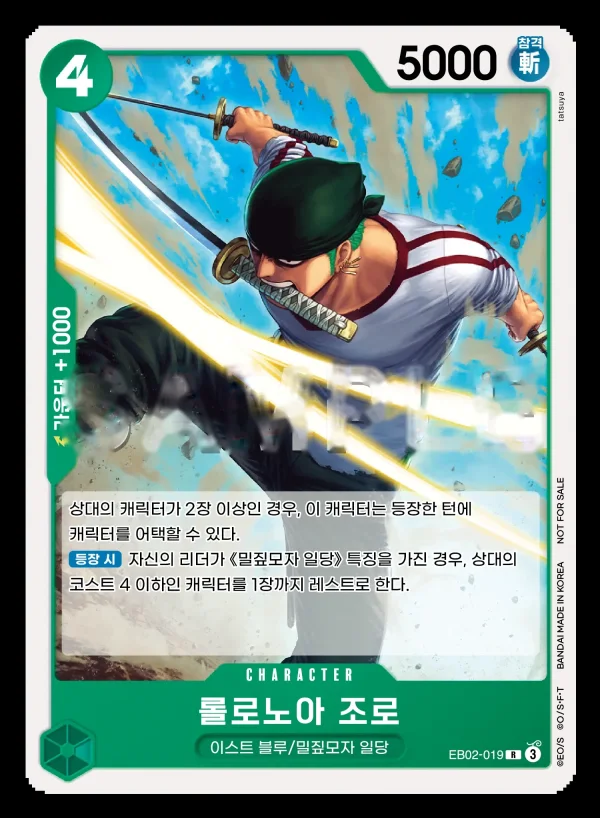 4
5000
참격
斬
tatsuya
카운터 +1000
SAMPLE
상대의 캐릭터가 2장 이상인 경우, 이 캐릭터는 등장한 턴에
캐릭터를 어택할 수 있다.
등장 시 자신의 리더가 《밀짚모자 일당》 특징을 가진 경우, 상대의
코스트 4 이하인 캐릭터를 1장까지 레스트로 한다.
CHARACTER
롤로노아 조로
이스트 블루/밀짚모자 일당
EB02-019 R 3
©EO/S ©O/S·F·T BANDAI MADE IN KOREA NOT FOR SALE